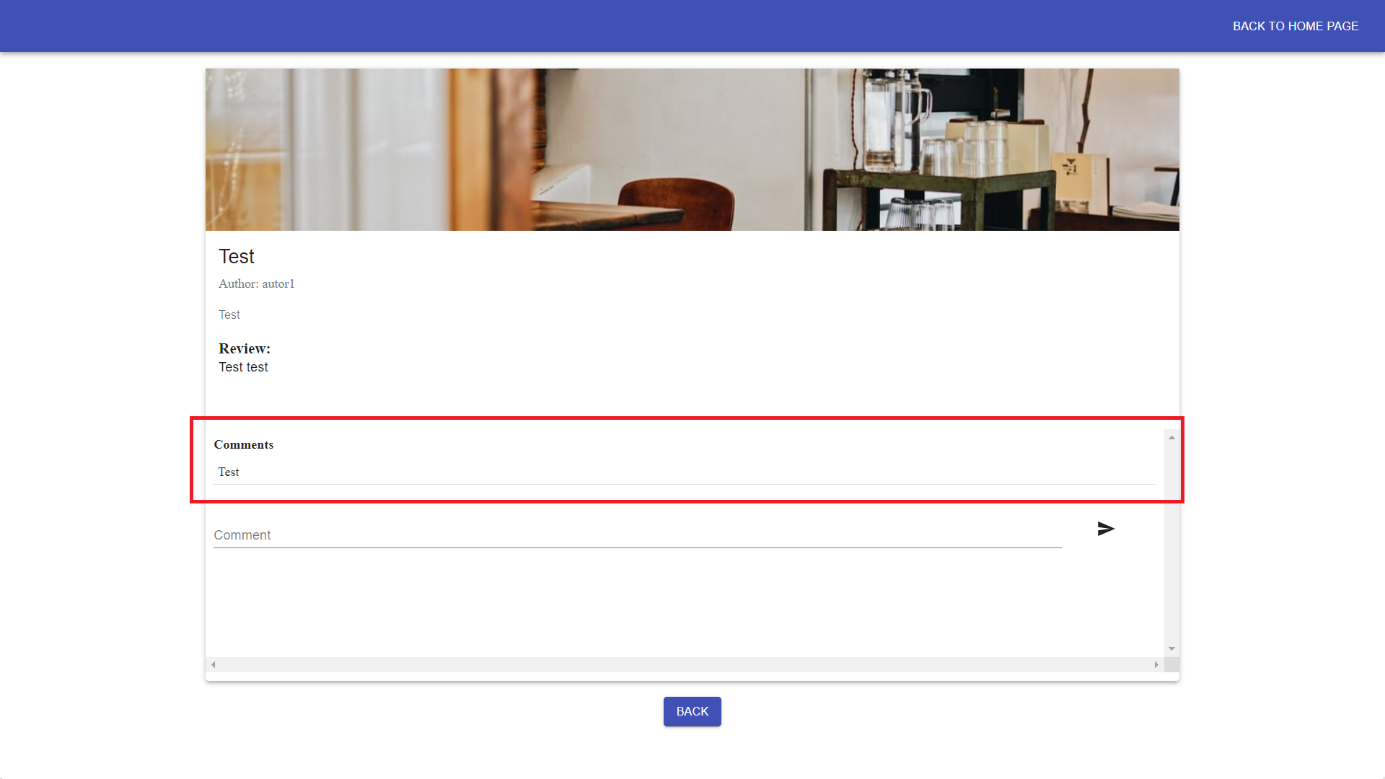 BACK TO HOME PAGE
Test
Author: autor1
Test
Review:
Test test
Comments
Test
Comment
BACK